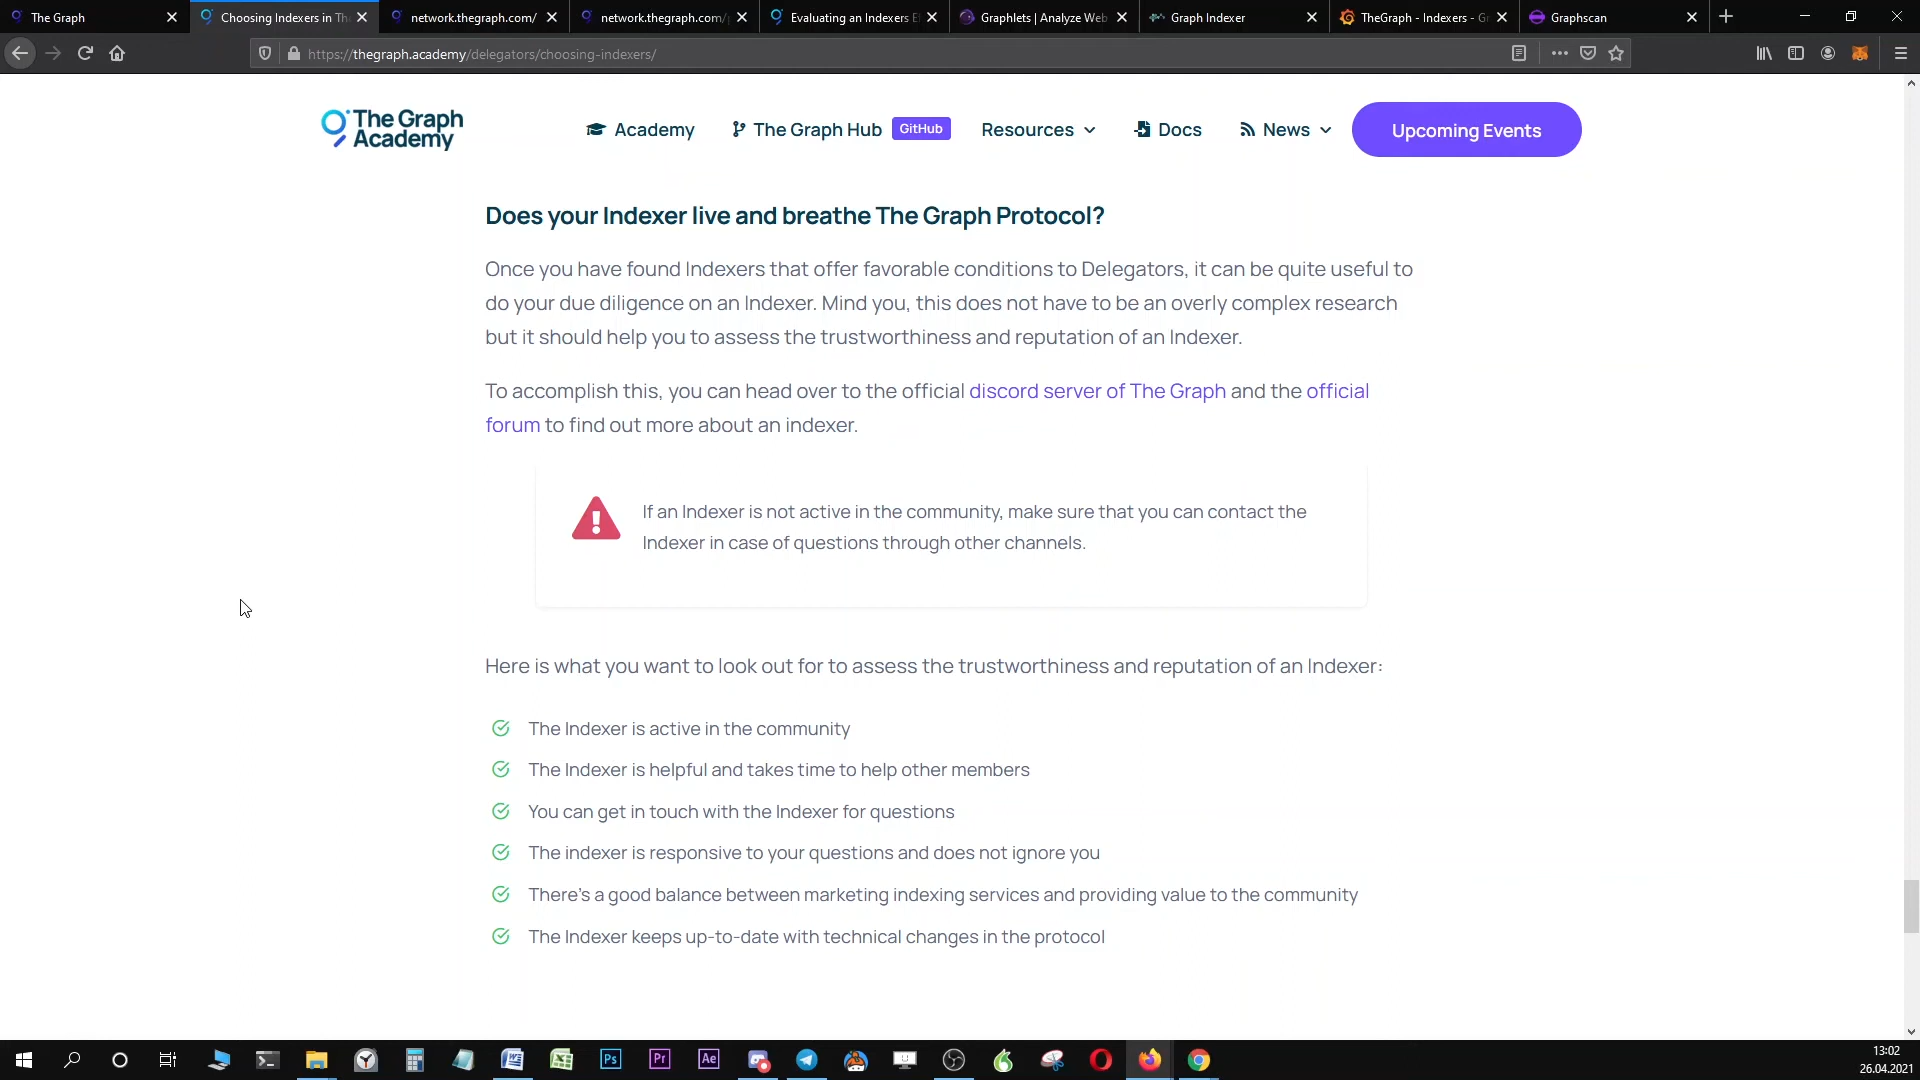 The Graph
Choosing Indexers in Th
network.thegraph.com/
network.thegraph.com/
Evaluating an Indexers E
Graphlets | Analyze Web
Graph Indexer
TheGraph - Indexers - G
Graphscan
https://thegraph.academy/delegators/choosing-indexers/
The Graph
Academy
Academy
The Graph Hub
GitHub
Resources
Docs
News
Upcoming Events
Does your Indexer live and breathe The Graph Protocol?
Once you have found Indexers that offer favorable conditions to Delegators, it can be quite useful to
do your due diligence on an Indexer. Mind you, this does not have to be an overly complex research
but it should help you to assess the trustworthiness and reputation of an Indexer.
To accomplish this, you can head over to the official discord server of The Graph and the official
forum to find out more about an indexer.
If an Indexer is not active in the community, make sure that you can contact the
Indexer in case of questions through other channels.
Here is what you want to look out for to assess the trustworthiness and reputation of an Indexer:
The Indexer is active in the community
The Indexer is helpful and takes time to help other members
You can get in touch with the Indexer for questions
The indexer is responsive to your questions and does not ignore you
There's a good balance between marketing indexing services and providing value to the community
The Indexer keeps up-to-date with technical changes in the protocol
Ps
Pr
Ae
13:02
26.04.2021